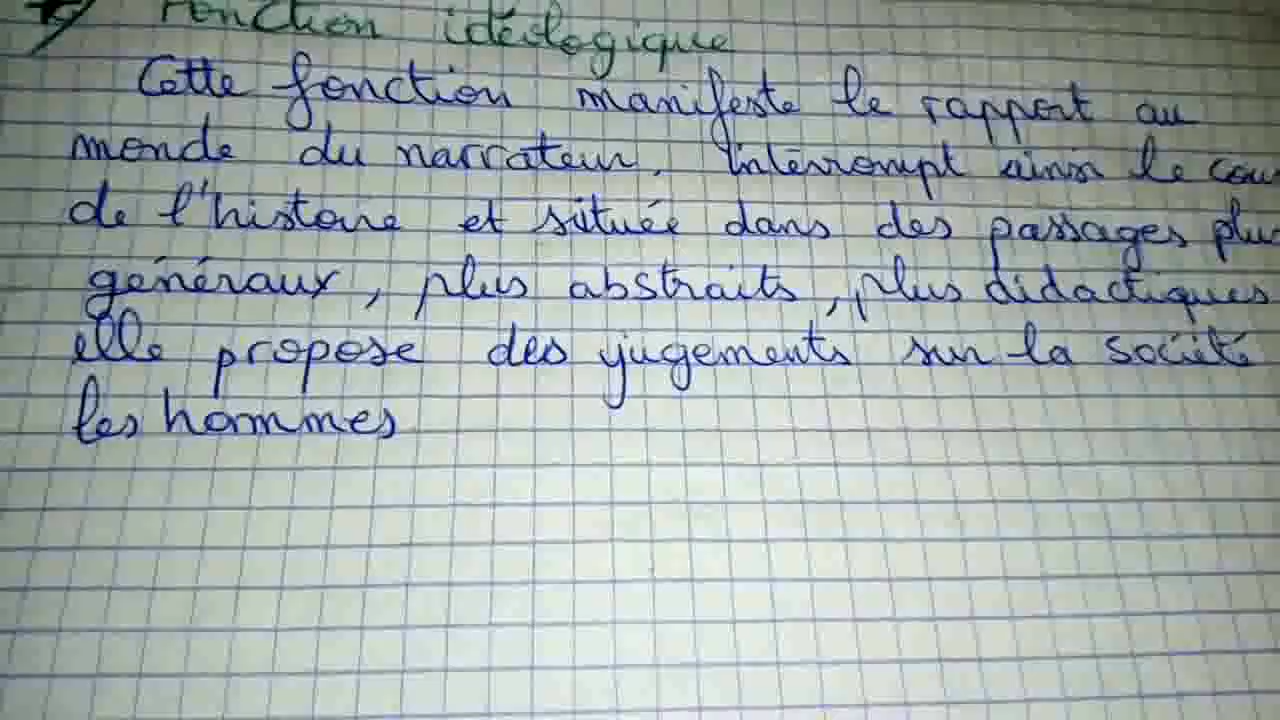 fonction idéologique
Cette fonction manifeste le rapport au
monde du narrateur, Interrompt ainsi le cou
de l'histoire et située dans des passages plu
généraux, plus abstraits, plus didactiques
elle propose des jugements sur la société
les hommes